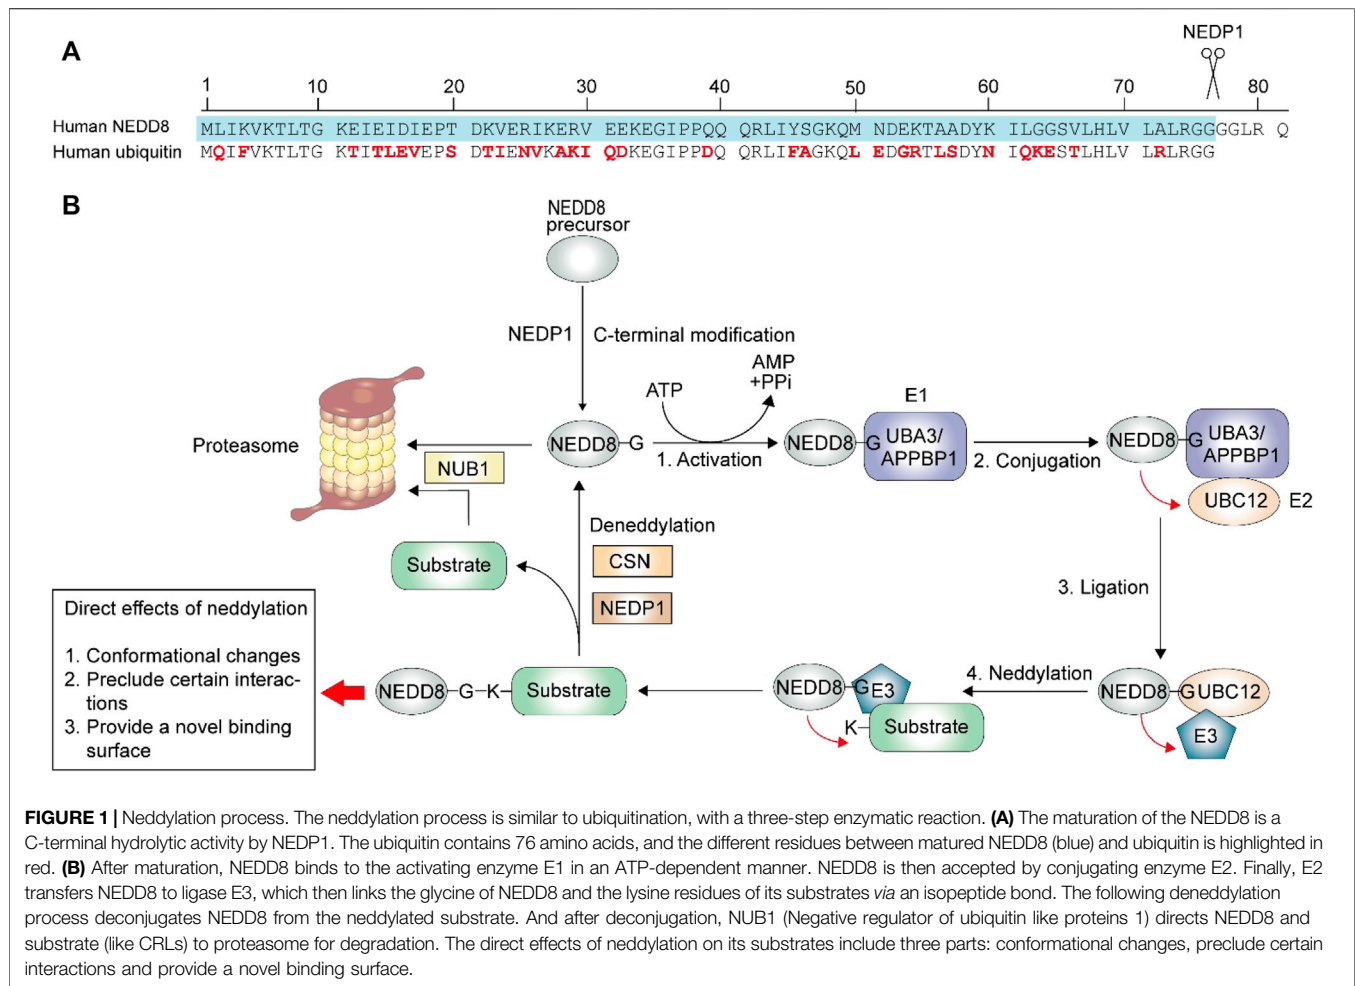 A
NEDP1
1 10 20 30 40 50 60 70 80
Human NEDD8 MLIKVKTLTG KEIEIDIEPT DKVERIKERV EEKEGIPPQQ QRLIYSGKQM NDEKTAADYK ILGGSVLHLVL ALRGGGGLR Q
Human ubiquitin MQIFVKTLTG KTITLEVEPS DTIENVKAKI QDKEGIPPDQ QRLIFAGKQL EDGRTLSDYN IQKESTLHLVL RLRGG
B
NEDD8
precursor
NEDP1
C-terminal modification
ATP
AMP
+PPi
E1
Proteasome
NEDD8
G
1. Activation
NEDD8
G
UBA3/
APPBP1
2. Conjugation
NEDD8
G
UBA3/
APPBP1
NUB1
UBC12
E2
Deneddylation
CSN
NEDP1
Substrate
3. Ligation
Direct effects of neddylation
1. Conformational changes
2. Preclude certain interac-
tions
3. Provide a novel binding
surface
NEDD8
G
K
Substrate
NEDD8
G
E3
K
Substrate
4. Neddylation
NEDD8
G
UBC12
E3
FIGURE 1 | Neddylation process. The neddylation process is similar to ubiquitination, with a three-step enzymatic reaction. (A) The maturation of the NEDD8 is a
C-terminal hydrolytic activity by NEDP1. The ubiquitin contains 76 amino acids, and the different residues between matured NEDD8 (blue) and ubiquitin is highlighted in
red. (B) After maturation, NEDD8 binds to the activating enzyme E1 in an ATP-dependent manner. NEDD8 is then accepted by conjugating enzyme E2. Finally, E2
transfers NEDD8 to ligase E3, which then links the glycine of NEDD8 and the lysine residues of its substrates via an isopeptide bond. The following deneddylation
process deconjugates NEDD8 from the neddylated substrate. And after deconjugation, NUB1 (Negative regulator of ubiquitin like proteins 1) directs NEDD8 and
substrate (like CRLs) to proteasome for degradation. The direct effects of neddylation on its substrates include three parts: conformational changes, preclude certain
interactions and provide a novel binding surface.